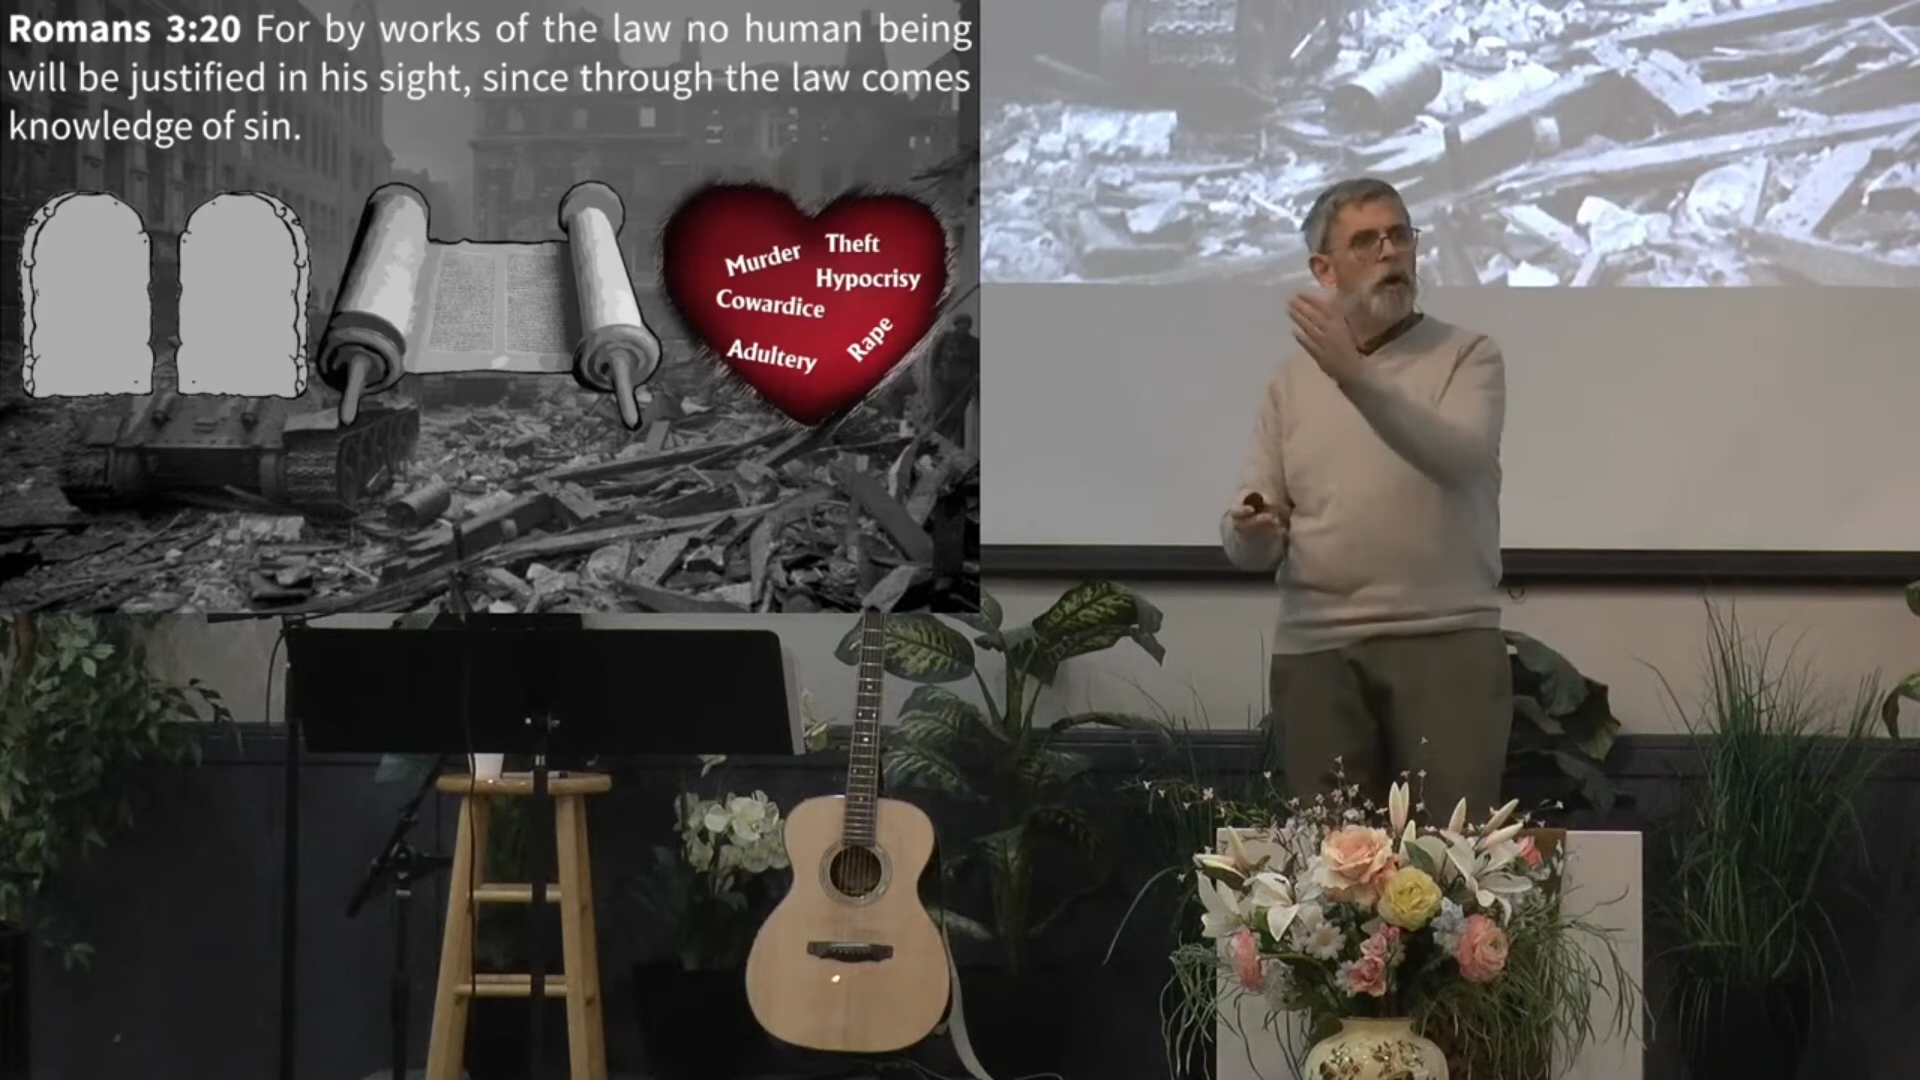 Romans 3:20 For by works of the law no human being
will be justified in his sight, since through the law comes
knowledge of sin.
Murder
Theft
Hypocrisy
Cowardice
Adultery
Rape